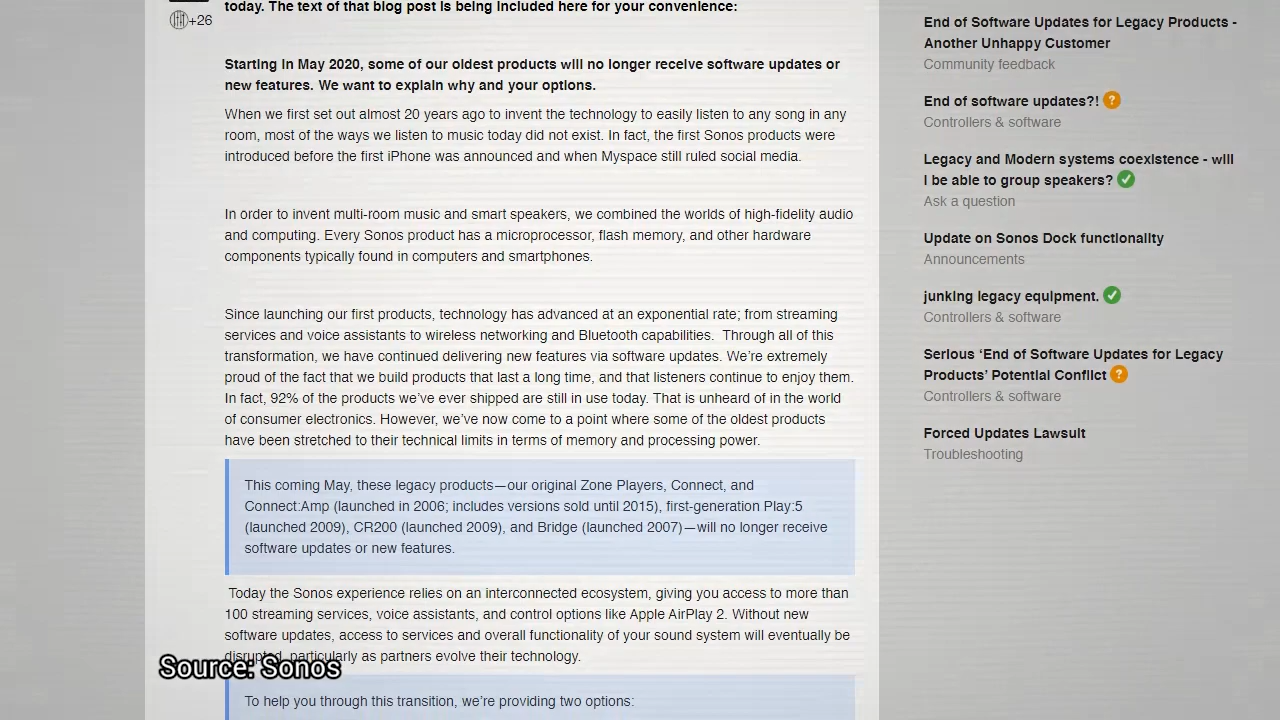 today. The text of that blog post is being included here for your convenience:
+26
Starting in May 2020, some of our oldest products will no longer receive software updates or
new features. We want to explain why and your options.
When we first set out almost 20 years ago to invent the technology to easily listen to any song in any
room, most of the ways we listen to music today did not exist. In fact, the first Sonos products were
introduced before the first iPhone was announced and when Myspace still ruled social media.
In order to invent multi-room music and smart speakers, we combined the worlds of high-fidelity audio
and computing. Every Sonos product has a microprocessor, flash memory, and other hardware
components typically found in computers and smartphones.
Since launching our first products, technology has advanced at an exponential rate; from streaming
services and voice assistants to wireless networking and Bluetooth capabilities.  Through all of this
transformation, we have continued delivering new features via software updates. We're extremely
proud of the fact that we build products that last a long time, and that listeners continue to enjoy them.
In fact, 92% of the products we've ever shipped are still in use today. That is unheard of in the world
of consumer electronics. However, we've now come to a point where some of the oldest products
have been stretched to their technical limits in terms of memory and processing power.
This coming May, these legacy products—our original Zone Players, Connect, and
Connect:Amp (launched in 2006; includes versions sold until 2015), first-generation Play:5
(launched 2009), CR200 (launched 2009), and Bridge (launched 2007)—will no longer receive
software updates or new features.
Today the Sonos experience relies on an interconnected ecosystem, giving you access to more than
100 streaming services, voice assistants, and control options like Apple AirPlay 2. Without new
software updates, access to services and overall functionality of your sound system will eventually be
disrupted, particularly as partners evolve their technology.
To help you through this transition, we're providing two options:
End of Software Updates for Legacy Products -
Another Unhappy Customer
Community feedback
End of software updates?! ?
Controllers & software
Legacy and Modern systems coexistence - will
I be able to group speakers?
Ask a question
Update on Sonos Dock functionality
Announcements
junking legacy equipment.
Controllers & software
Serious ‘End of Software Updates for Legacy
Products’ Potential Conflict ?
Controllers & software
Forced Updates Lawsuit
Troubleshooting
Source: Sonos